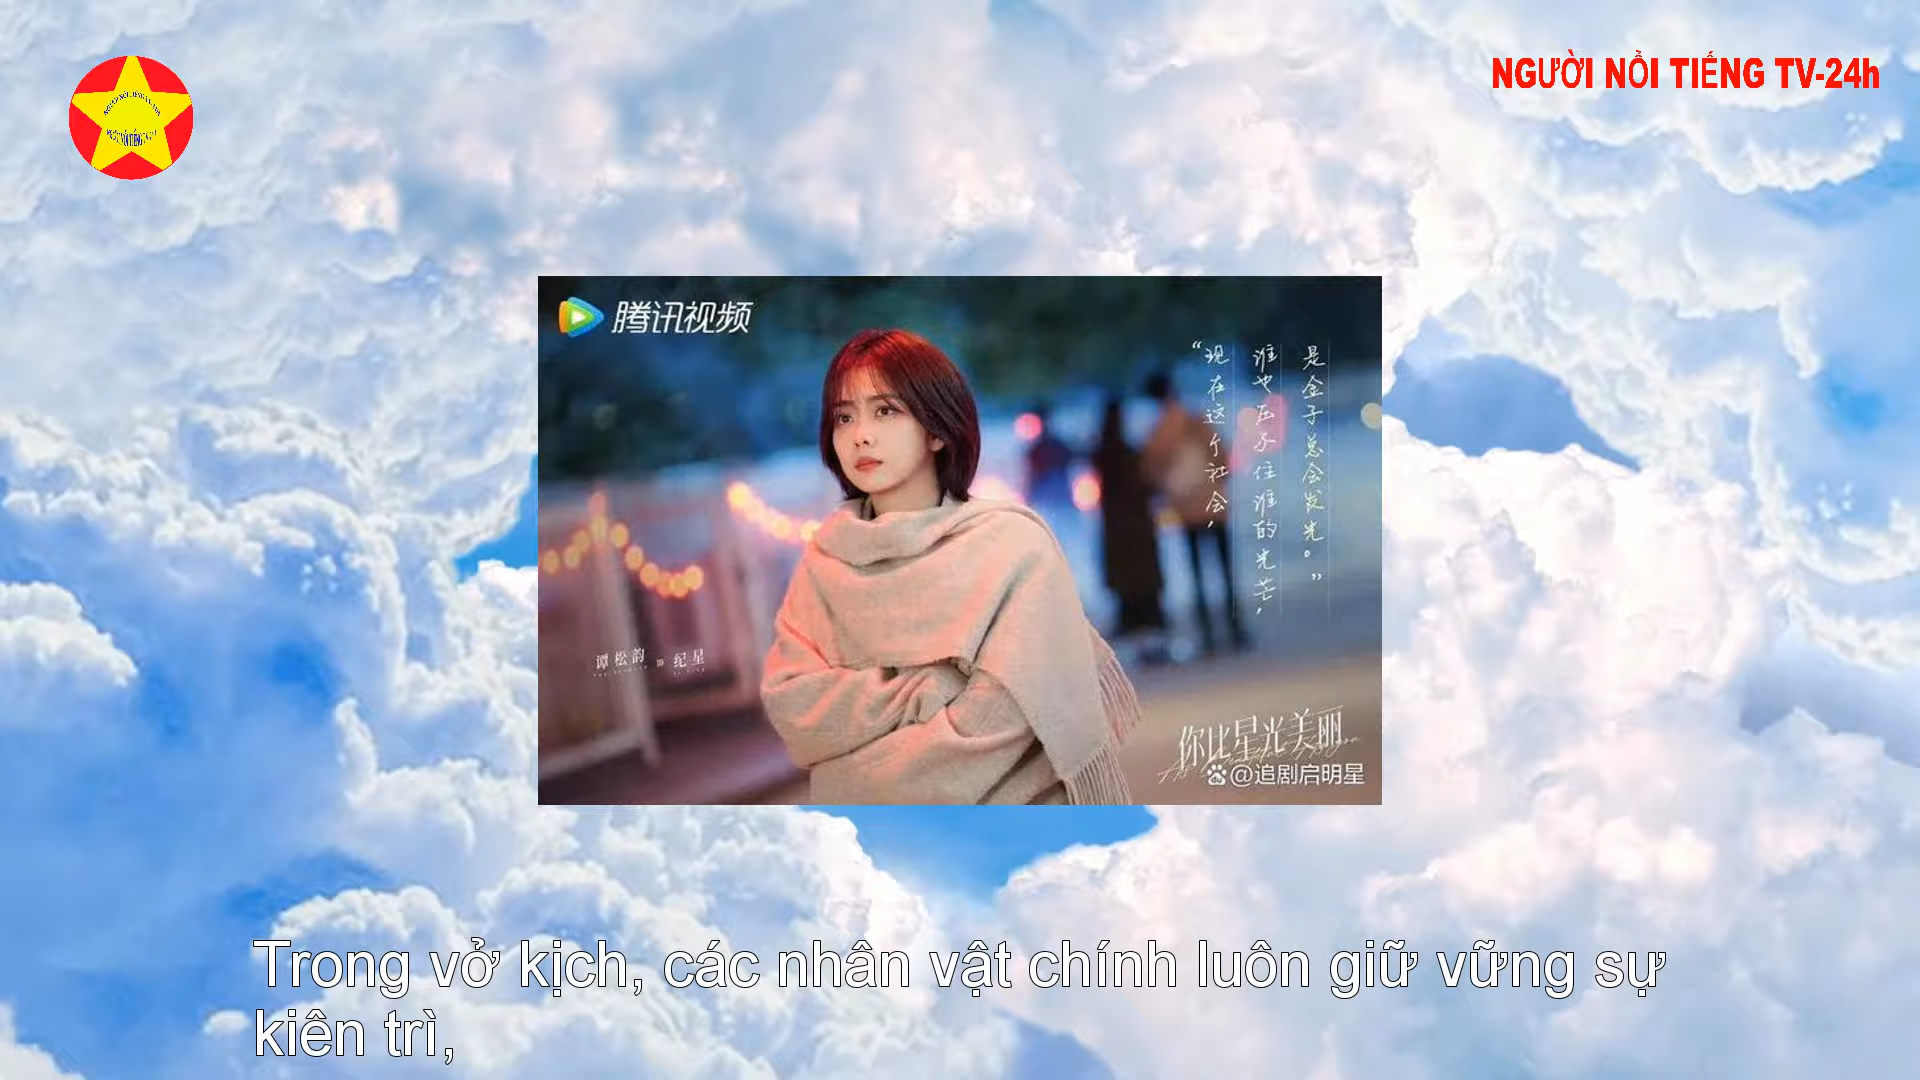 NGƯỜI NỔI TIẾNG TV-24h
腾讯视频
“现在这个社会，
谁也压不住谁的光芒，
是金子总会发光。”
谭松韵 饰 纪星
你比星光美丽
@追剧启明星
Trong vở kịch, các nhân vật chính luôn giữ vững sự
kiên trì,